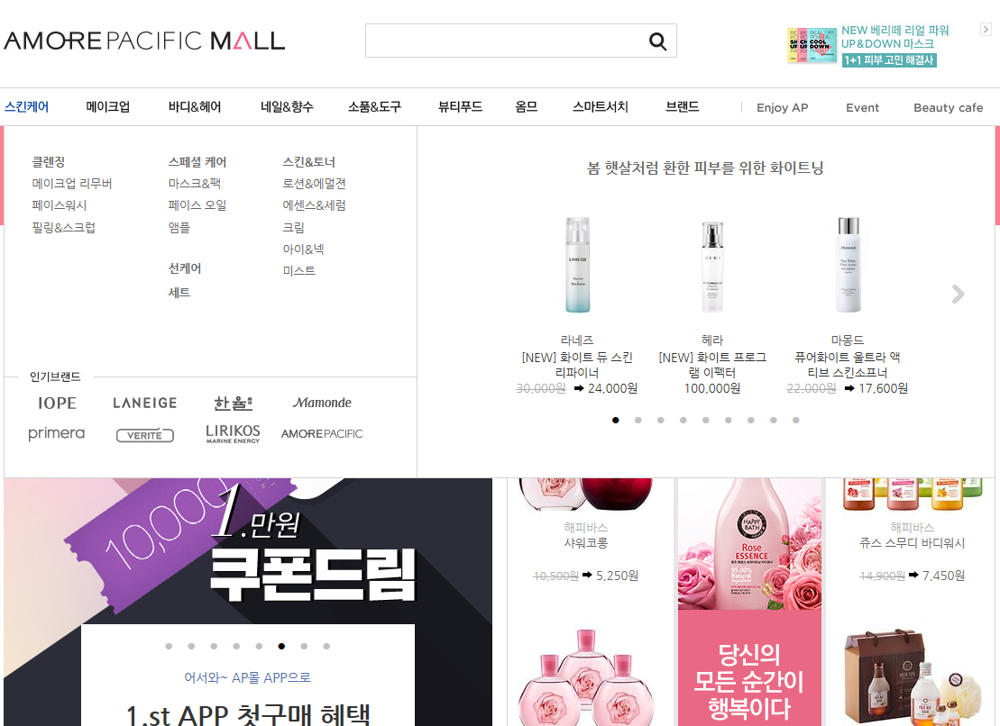 AMOREPACIFIC MALL
NEW 베리떼 리얼 파워
UP&DOWN 마스크
1+1 피부 고민 해결사
스킨케어 메이크업 바디&헤어 네일&향수 소품&도구 뷰티푸드 옴므 스마트서치 브랜드 Enjoy AP Event Beauty cafe
클렌징
메이크업 리무버
페이스워시
필링&스크럽
스페셜 케어
마스크&팩
페이스 오일
앰플
선케어
세트
스킨&토너
로션&에멀젼
에센스&세럼
크림
아이&넥
미스트
인기브랜드
IOPE LANEIGE 한율 Mamonde
primera VERITÉ LIRIKOS AMOREPACIFIC
MARINE ENERGY
봄 햇살처럼 환한 피부를 위한 화이트닝
LANEIGE
HERA
Mamonde
라네즈
[NEW] 화이트 듀 스킨
리파이너
30,000원 ➡ 24,000원
헤라
[NEW] 화이트 프로그
램 이펙터
100,000원
마몽드
퓨어화이트 울트라 액
티브 스킨소프너
22,000원 ➡ 17,600원
10,000
1.만원
쿠폰드림
어서와~ AP몰 APP으로
1.st APP 첫구매 혜택
해피바스
샤워코롱
10,500원 ➡ 5,250원
HAPPY
BATH
Rose
ESSENCE
95.00%
Natural
당신의
모든 순간이
행복이다
해피바스
쥬스 스무디 바디워시
14,900원 ➡ 7,450원